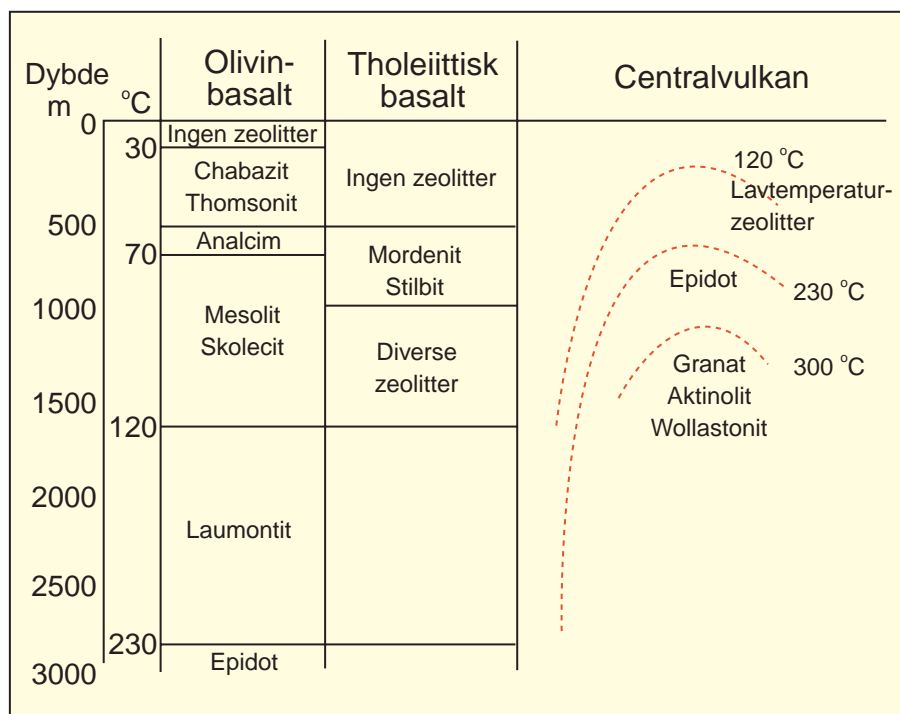 Dybde
m
°C
Olivin-
basalt
Tholeiittisk
basalt
Centralvulkan
0
500
1000
1500
2000
2500
3000
30
70
120
230
Ingen zeolitter
Chabazit
Thomsonit
Analcim
Mesolit
Skolecit
Laumontit
Epidot
Ingen zeolitter
Mordenit
Stilbit
Diverse
zeolitter
120 °C
Lavtemperatur-
zeolitter
Epidot
230 °C
Granat
Aktinolit
Wollastonit
300 °C